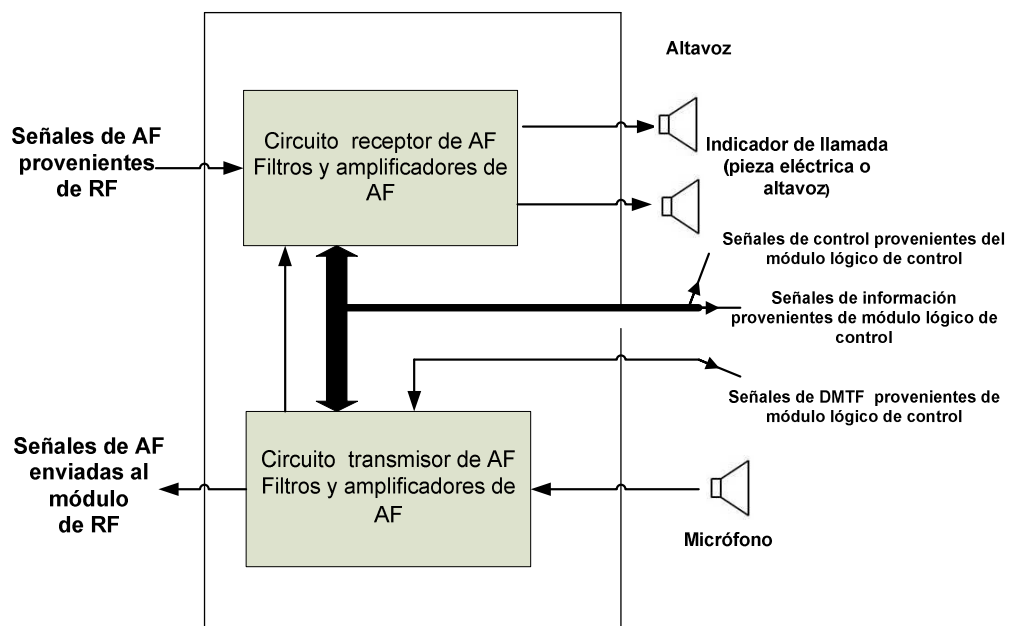 Altavoz
Señales de AF
provenientes
de RF
Circuito receptor de AF
Filtros y amplificadores de
AF
Indicador de llamada
(pieza eléctrica o
altavoz)
Señales de control provenientes del
módulo lógico de control
Señales de información
provenientes de módulo lógico de
control
Señales de DMTF provenientes de
módulo lógico de control
Señales de AF
enviadas al
módulo
de RF
Circuito transmisor de AF
Filtros y amplificadores de
AF
Micrófono